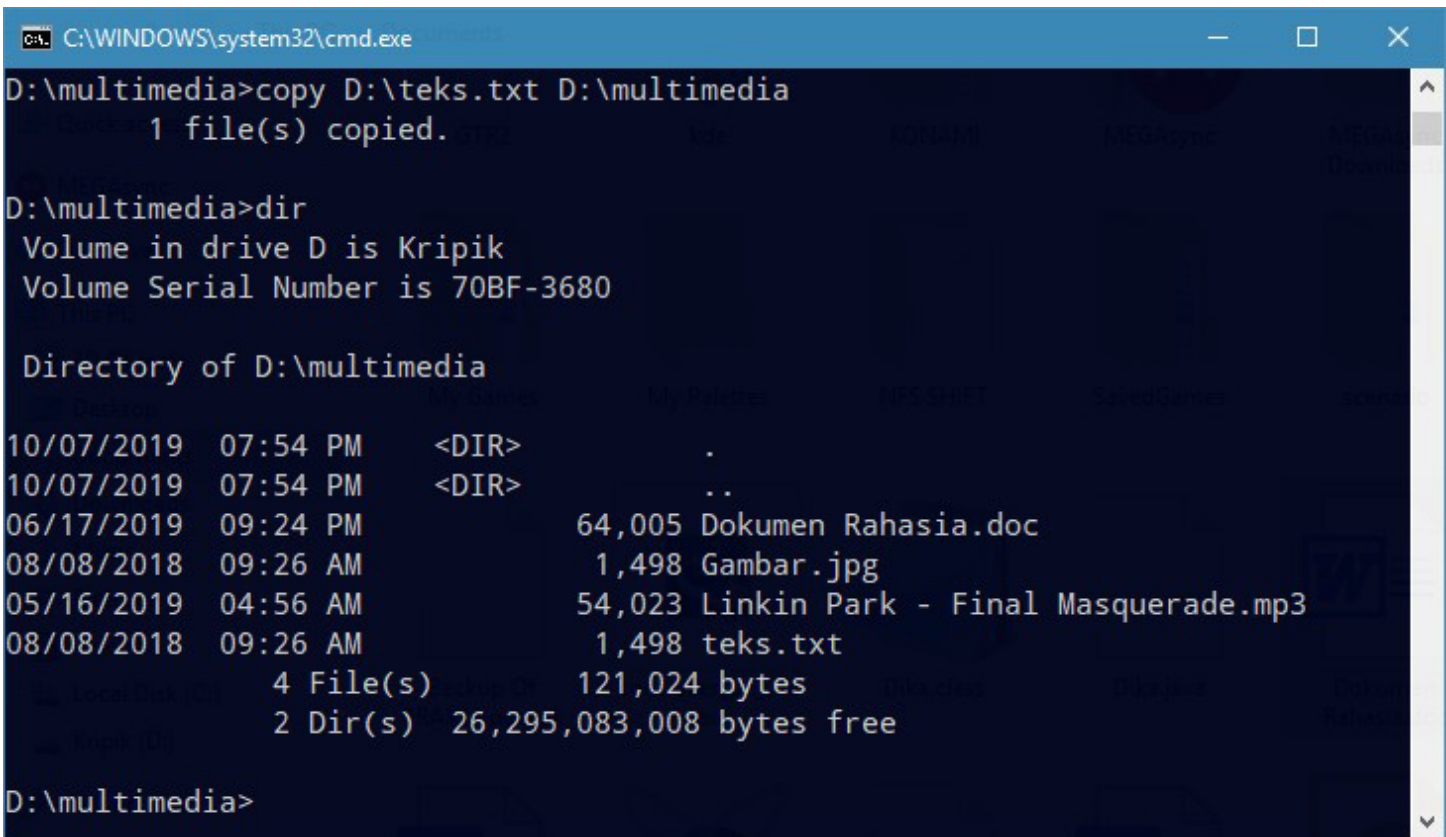 C:\WINDOWS\system32\cmd.exe
D:\multimedia>copy D:\teks.txt D:\multimedia
        1 file(s) copied.

D:\multimedia>dir
 Volume in drive D is Kripik
 Volume Serial Number is 70BF-3680

 Directory of D:\multimedia

10/07/2019  07:54 PM    <DIR>          .
10/07/2019  07:54 PM    <DIR>          ..
06/17/2019  09:24 PM            64,005 Dokumen Rahasia.doc
08/08/2018  09:26 AM             1,498 Gambar.jpg
05/16/2019  04:56 AM            54,023 Linkin Park - Final Masquerade.mp3
08/08/2018  09:26 AM             1,498 teks.txt
               4 File(s)        121,024 bytes
               2 Dir(s)  26,295,083,008 bytes free

D:\multimedia>